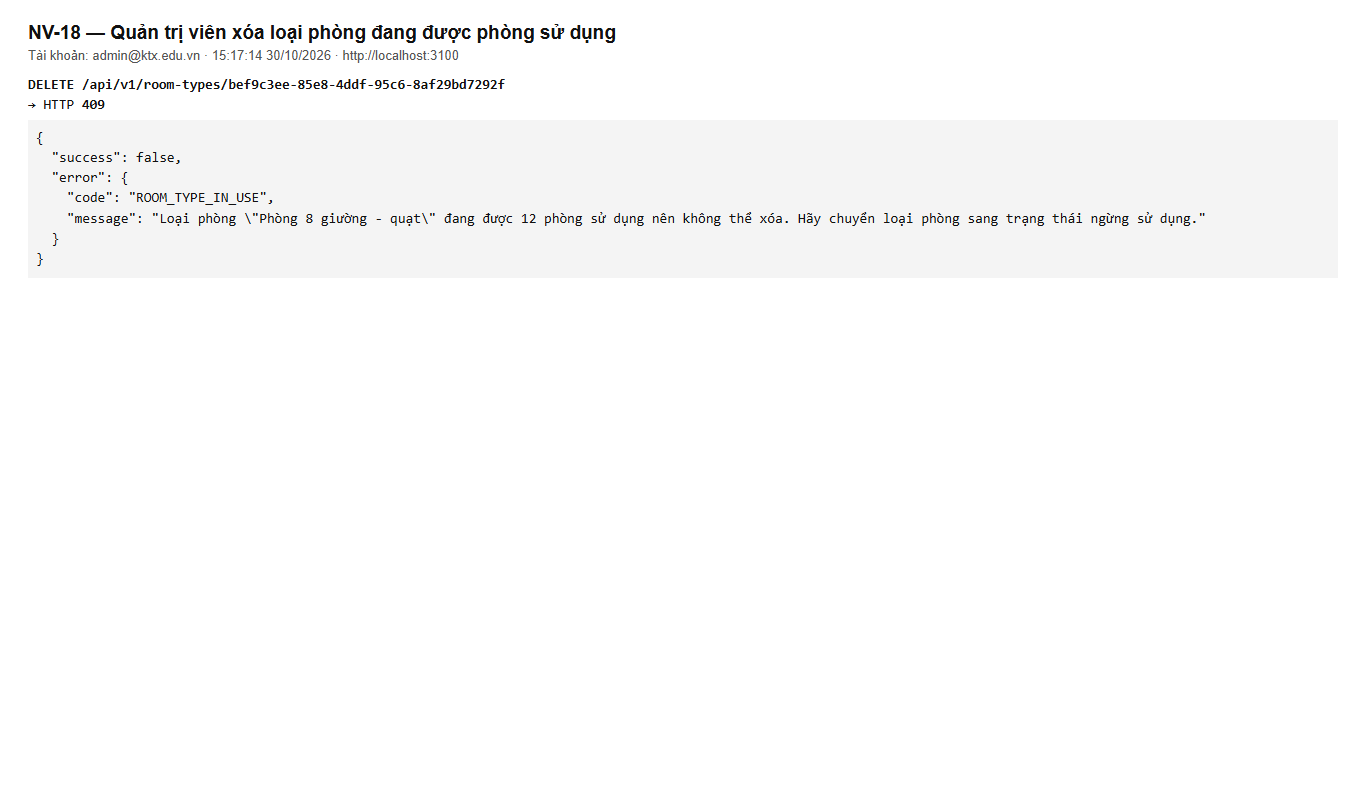 NV-18 — Quản trị viên xóa loại phòng đang được phòng sử dụng
Tài khoản: admin@ktx.edu.vn · 15:17:14 30/10/2026 · http://localhost:3100
DELETE /api/v1/room-types/bef9c3ee-85e8-4ddf-95c6-8af29bd7292f
→ HTTP 409
{
  "success": false,
  "error": {
    "code": "ROOM_TYPE_IN_USE",
    "message": "Loại phòng \"Phòng 8 giường - quạt\" đang được 12 phòng sử dụng nên không thể xóa. Hãy chuyển loại phòng sang trạng thái ngừng sử dụng."
  }
}